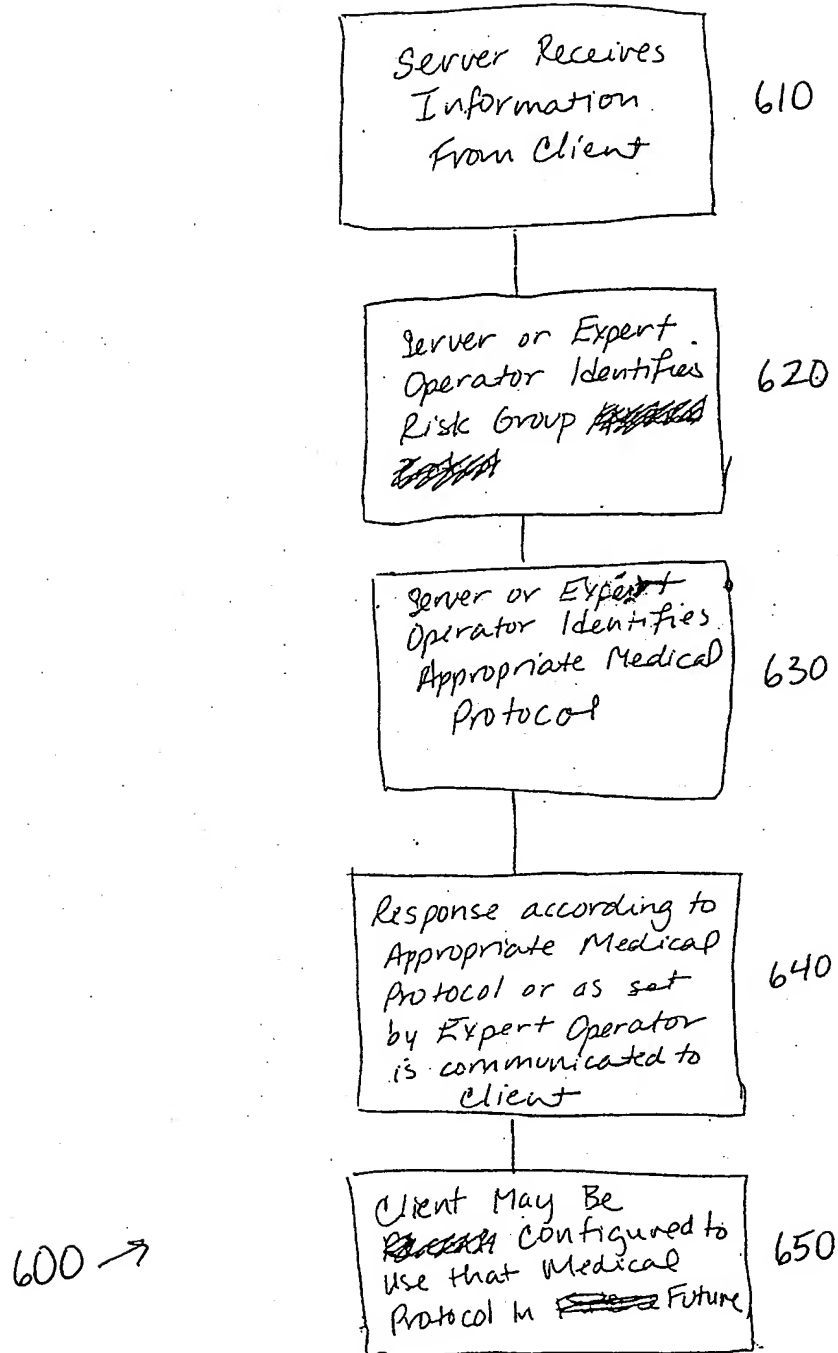 Server Receives
Information
From Client
610
Server or Expert
Operator Identifies
Risk Group
620
Server or Expert
Operator Identifies
Appropriate Medical
Protocol
630
Response according to
Appropriate Medical
Protocol or as set
by Expert Operator
is communicated to
Client
640
Client May Be
configured to
use that Medical
Protocol In Future
650
600